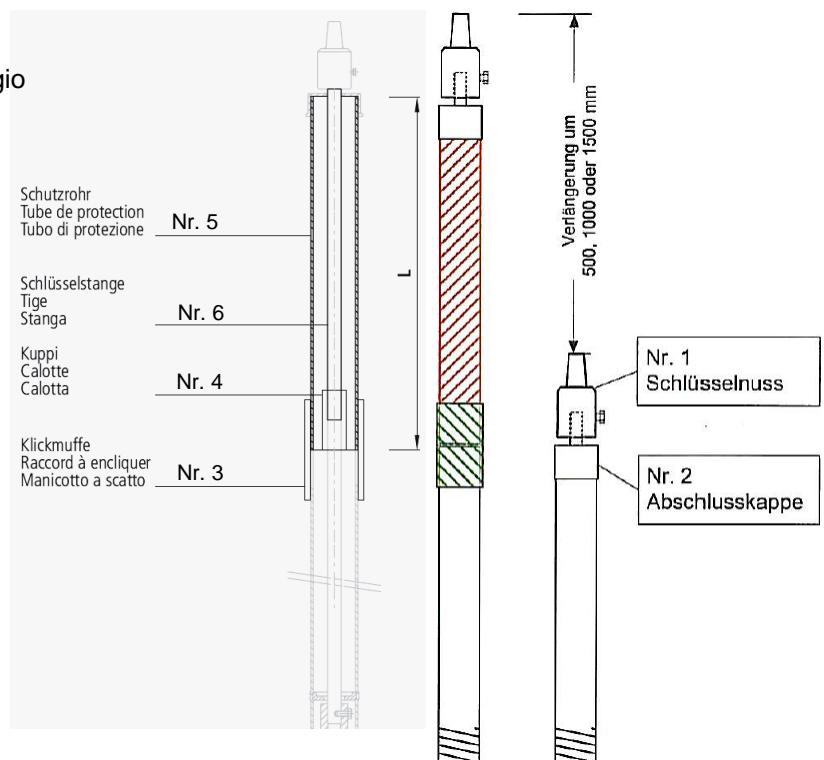 gio
Schutzrohr
Tube de protection
Tubo di protezione
Nr. 5
Schlüsselstange
Tige
Stanga
Nr. 6
Kuppi
Calotte
Calotta
Nr. 4
Klickmuffe
Raccord à encliquer
Manicotto a scatto
Nr. 3
L
Verlängerung um
500, 1000 oder 1500 mm
Nr. 1
Schlüsselnuss
Nr. 2
Abschlusskappe